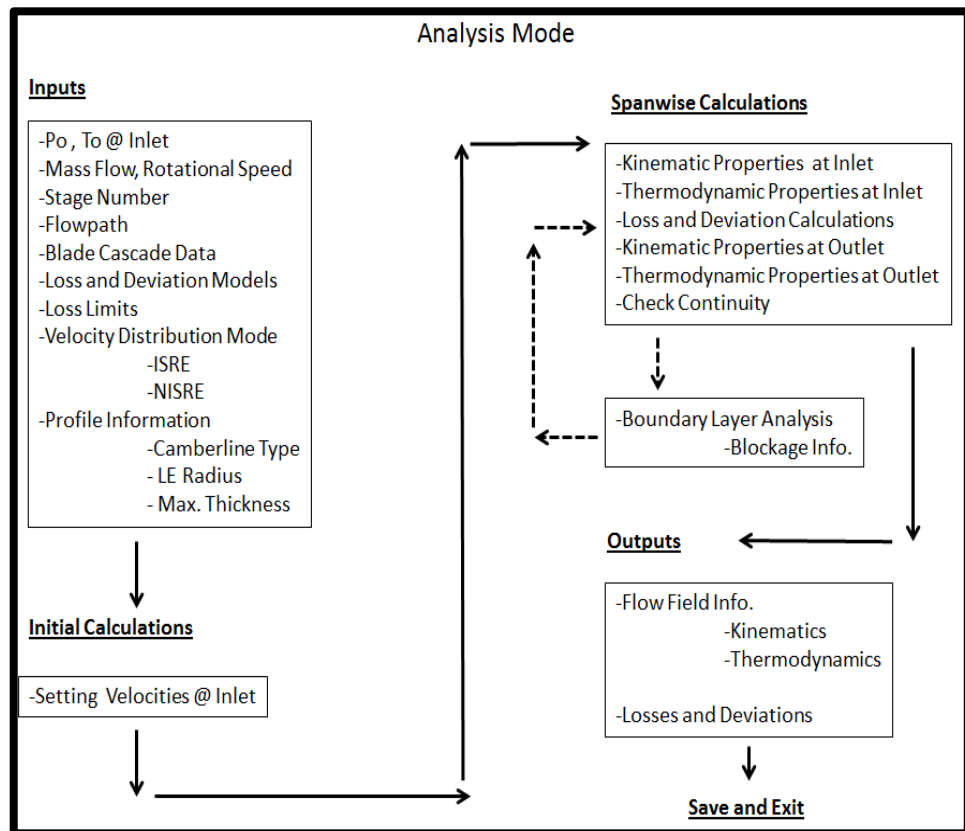 Analysis Mode
Inputs
-Po , To @ Inlet
-Mass Flow, Rotational Speed
-Stage Number
-Flowpath
-Blade Cascade Data
-Loss and Deviation Models
-Loss Limits
-Velocity Distribution Mode
-ISRE
-NISRE
-Profile Information
-Camberline Type
- LE Radius
- Max. Thickness
Initial Calculations
-Setting Velocities @ Inlet
Spanwise Calculations
-Kinematic Properties at Inlet
-Thermodynamic Properties at Inlet
-Loss and Deviation Calculations
-Kinematic Properties at Outlet
-Thermodynamic Properties at Outlet
-Check Continuity
-Boundary Layer Analysis
-Blockage Info.
Outputs
-Flow Field Info.
-Kinematics
-Thermodynamics
-Losses and Deviations
Save and Exit